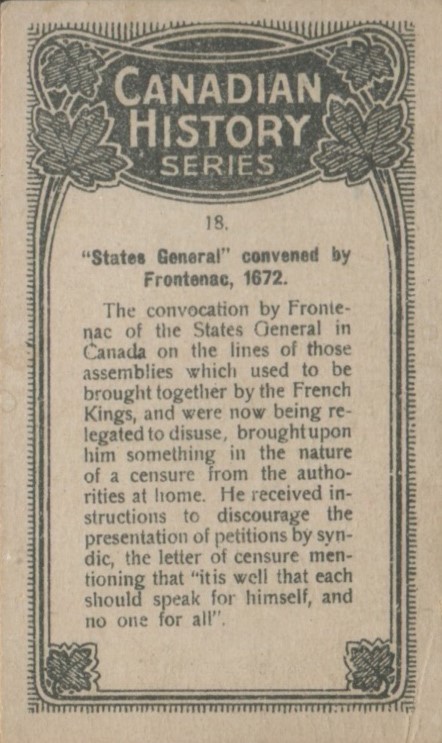 CANADIAN
HISTORY
SERIES
18.
"States General" convened by
Frontenac, 1672.
The convocation by Fronte-
nac of the States General in
Canada on the lines of those
assemblies which used to be
brought together by the French
Kings, and were now being re-
legated to disuse, brought upon
him something in the nature
of a censure from the autho-
rities at home. He received in-
structions to discourage the
presentation of petitions by syn-
dic, the letter of censure men-
tioning that "it is well that each
should speak for himself, and
no one for all".